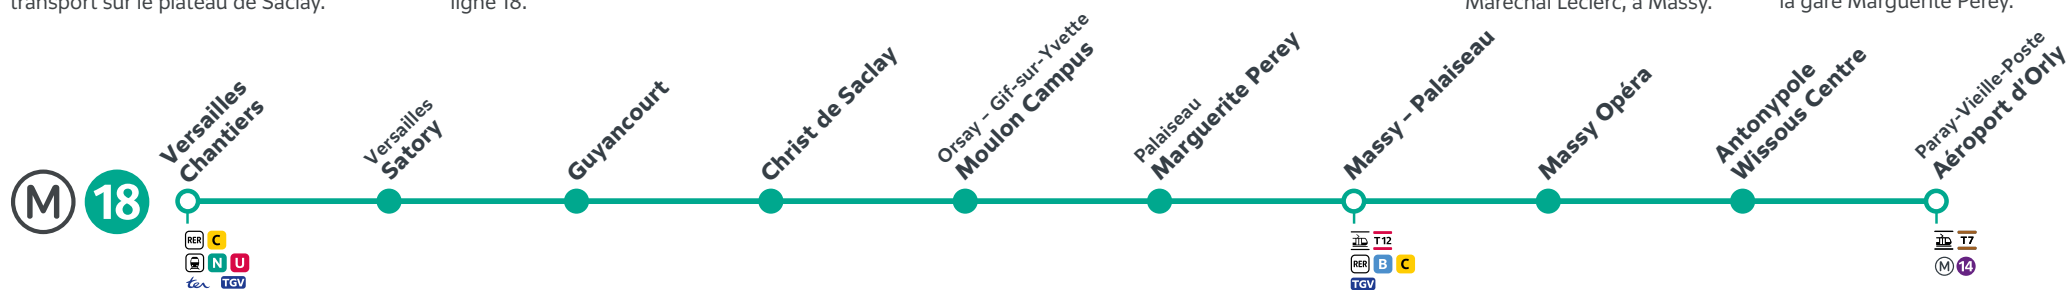 transport sur le plateau de Saclay.
ligne 18.
Maréchal Leclerc, à Massy.
la gare Marguerite Perey.
M 18
Versailles
Chantiers
Versailles
Satory
Guyancourt
Christ de Saclay
Orsay – Gif-sur-Yvette
Moulon Campus
Palaiseau
Marguerite Perey
Massy – Palaiseau
Massy Opéra
Antonypole
Wissous Centre
Paray-Vieille-Poste
Aéroport d'Orly
RER C
N U
ter TGV
T12
RER B C
TGV
T7
M 14